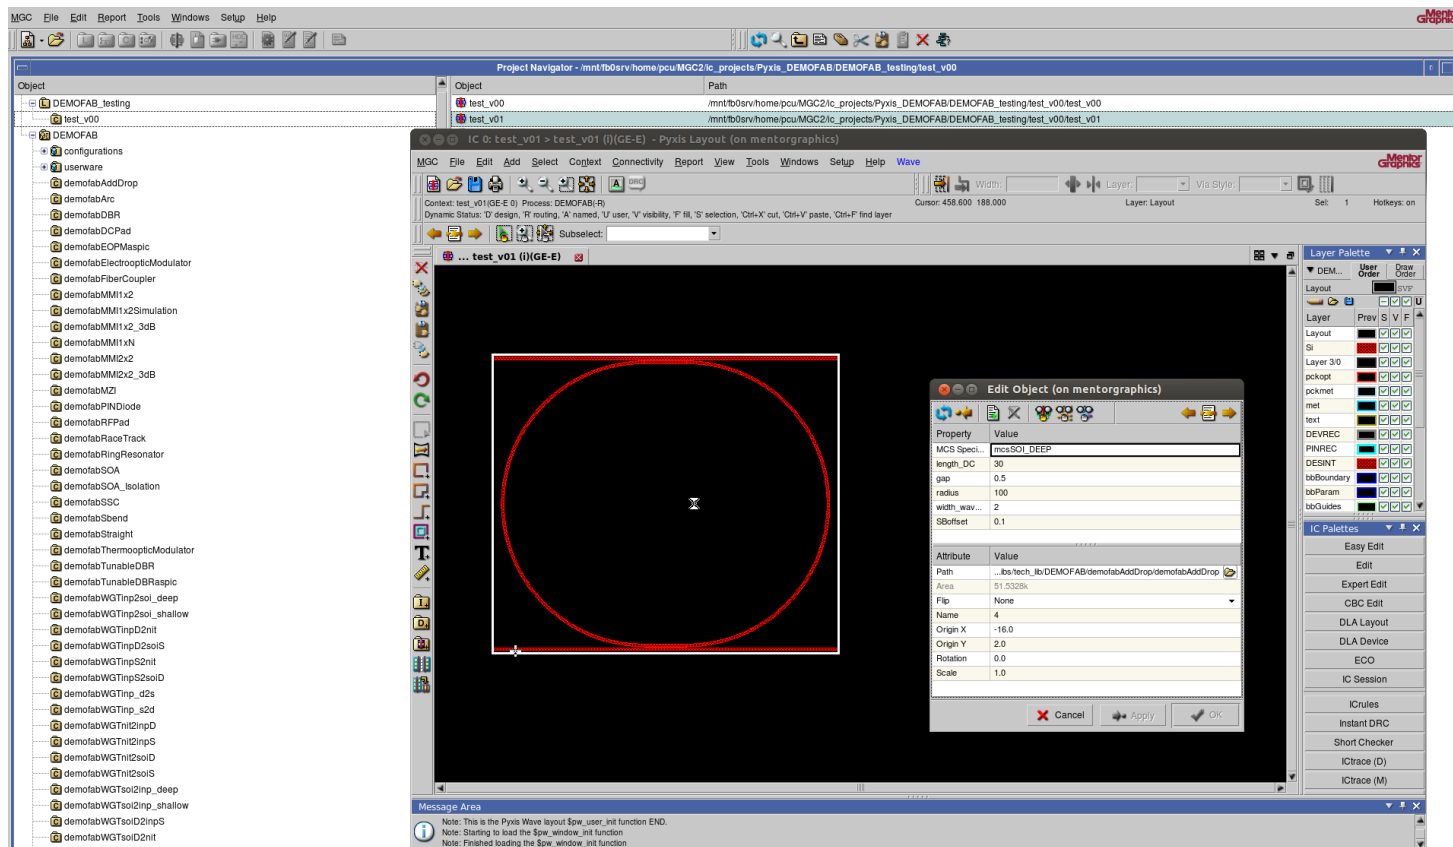 MGC File Edit Report Tools Windows Setup Help
Mentor Graphics
Project Navigator - /mnt/fb0srv/home/pcu/MGC2/ic_projects/Pyxis_DEMOFAB/DEMOFAB_testing/test_v00
Object
DEMOFAB_testing
test_v00
DEMOFAB
configurations
userware
demofabAddDrop
demofabArc
demofabDBR
demofabDCPad
demofabEOPMaspic
demofabElectroopticModulator
demofabFiberCoupler
demofabMMI1x2
demofabMMI1x2Simulation
demofabMMI1x2_3dB
demofabMMI1xN
demofabMMI2x2
demofabMMI2x2_3dB
demofabMZI
demofabPINDiode
demofabRFPad
demofabRaceTrack
demofabRingResonator
demofabSOA
demofabSOA_Isolation
demofabSSC
demofabSbend
demofabStraight
demofabThermoopticModulator
demofabTunableDBR
demofabTunableDBRaspic
demofabWGTinp2soi_deep
demofabWGTinp2soi_shallow
demofabWGTinpD2nit
demofabWGTinpD2soiS
demofabWGTinpS2nit
demofabWGTinpS2soiD
demofabWGTinp_d2s
demofabWGTinp_s2d
demofabWGTnit2inpD
demofabWGTnit2inpS
demofabWGTnit2soiD
demofabWGTnit2soiS
demofabWGTsoi2inp_deep
demofabWGTsoi2inp_shallow
demofabWGTsoiD2inpS
demofabWGTsoiD2nit
Object Path
test_v00 /mnt/fb0srv/home/pcu/MGC2/ic_projects/Pyxis_DEMOFAB/DEMOFAB_testing/test_v00/test_v00
test_v01 /mnt/fb0srv/home/pcu/MGC2/ic_projects/Pyxis_DEMOFAB/DEMOFAB_testing/test_v00/test_v01
IC 0: test_v01 > test_v01 (i)(GE-E) - Pyxis Layout (on mentorgraphics)
MGC File Edit Add Select Context Connectivity Report View Tools Windows Setup Help Wave
Mentor Graphics
A DRC Width: Layer: Via Style:
Context: test_v01(GE-E 0) Process: DEMOFAB(-R) Cursor: 458.600 188.000 Layer: Layout Sel: 1 Hotkeys: on
Dynamic Status: 'D' design, 'R' routing, 'A' named, 'U' user, 'V' visibility, 'F' fill, 'S' selection, 'Ctrl+X' cut, 'Ctrl+V' paste, 'Ctrl+F' find layer
Subselect:
... test_v01 (i)(GE-E)
Edit Object (on mentorgraphics)
Property Value
MCS Speci... mcsSOI_DEEP
length_DC 30
gap 0.5
radius 100
width_wav... 2
SBoffset 0.1
Attribute Value
Path ...ibs/tech_lib/DEMOFAB/demofabAddDrop/demofabAddDrop
Area 51.5328k
Flip None
Name 4
Origin X -16.0
Origin Y 2.0
Rotation 0.0
Scale 1.0
Cancel Apply OK
Layer Palette
DEM... User Order Draw Order
Layout SVF
U
Layer Prev S V F
Layout
Si
Layer 3/0
pckopt
pckmet
met
text
DEVREC
PINREC
DESINT
bbBoundary
bbParam
bbGuides
IC Palettes
Easy Edit
Edit
Expert Edit
CBC Edit
DLA Layout
DLA Device
ECO
IC Session
ICrules
Instant DRC
Short Checker
ICtrace (D)
ICtrace (M)
Message Area
Note: This is the Pyxis Wave layout $pw_user_init function END.
Note: Starting to load the $pw_window_init function
Note: Finished loading the $pw_window_init function